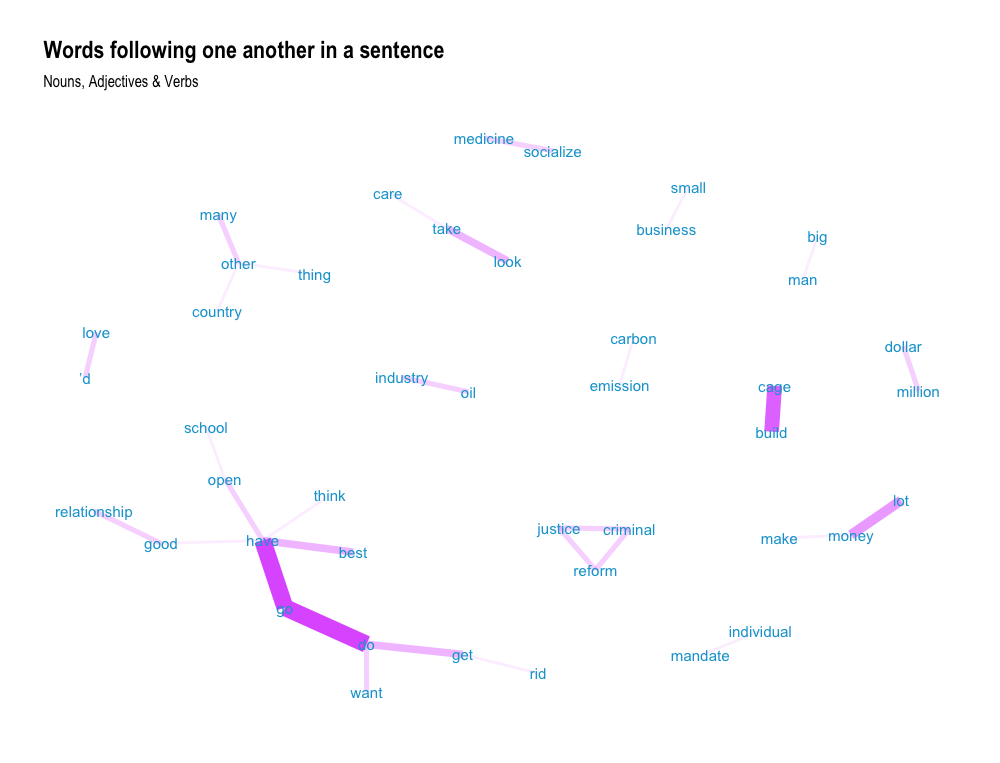 Words following one another in a sentence
Nouns, Adjectives & Verbs
medicine
socialize
care
small
many
take
business
big
other
look
thing
man
country
love
carbon
dollar
'd
industry
emission
cage
oil
million
school
build
open
think
lot
relationship
justice
criminal
money
make
have
good
best
reform
go
individual
do
get
mandate
rid
want